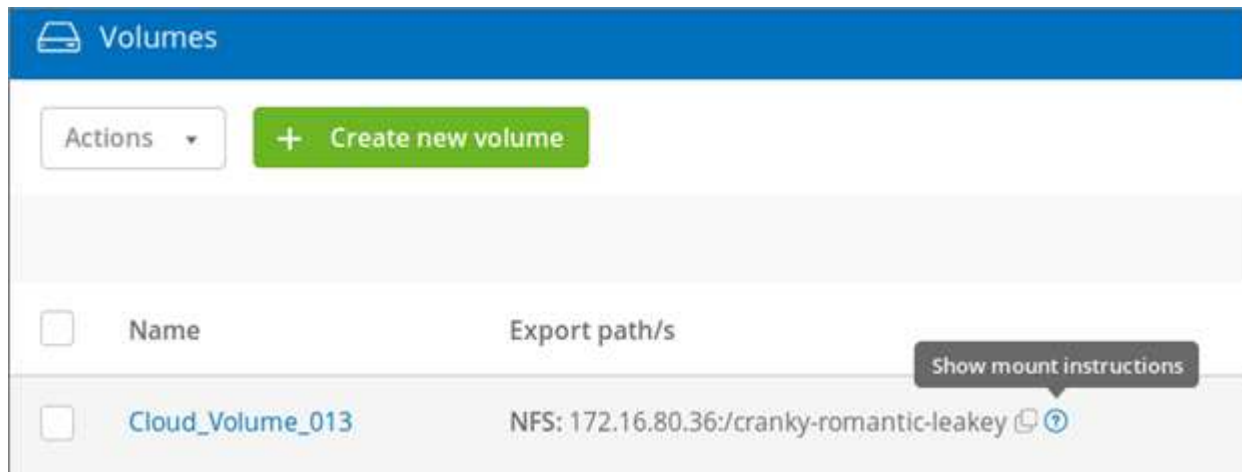 Volumes
Actions
+ Create new volume
Name Export path/s
Show mount instructions
Cloud_Volume_013 NFS: 172.16.80.36:/cranky-romantic-leakey